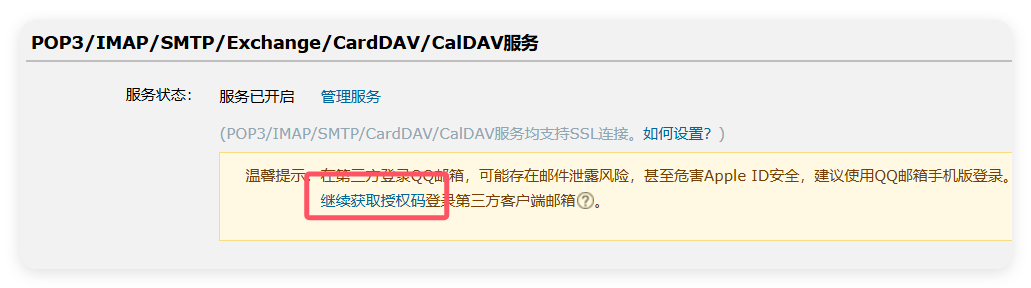 POP3/IMAP/SMTP/Exchange/CardDAV/CalDAV服务
服务状态： 服务已开启 管理服务
(POP3/IMAP/SMTP/CardDAV/CalDAV服务均支持SSL连接。如何设置？)
温馨提示：在第三方登录QQ邮箱，可能存在邮件泄露风险，甚至危害Apple ID安全，建议使用QQ邮箱手机版登录。
继续获取授权码登录第三方客户端邮箱?。